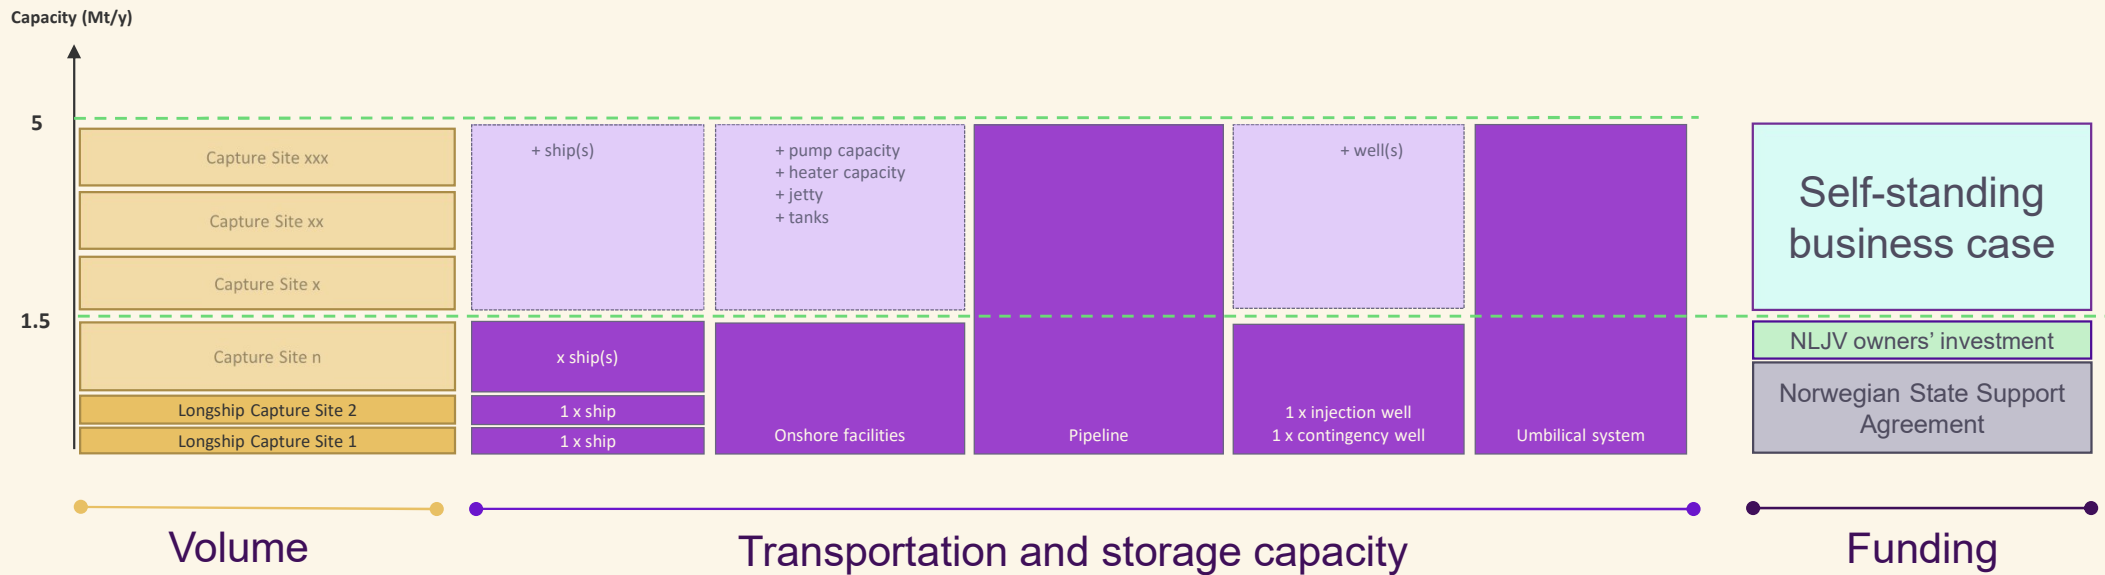 Capacity (Mt/y)
5
1.5
Capture Site xxx
Capture Site xx
Capture Site x
Capture Site n
Longship Capture Site 2
Longship Capture Site 1
+ ship(s)
x ship(s)
1 x ship
1 x ship
+ pump capacity
+ heater capacity
+ jetty
+ tanks
Onshore facilities
Pipeline
+ well(s)
1 x injection well
1 x contingency well
Umbilical system
Self-standing
business case
NLJV owners’ investment
Norwegian State Support
Agreement
Volume
Transportation and storage capacity
Funding